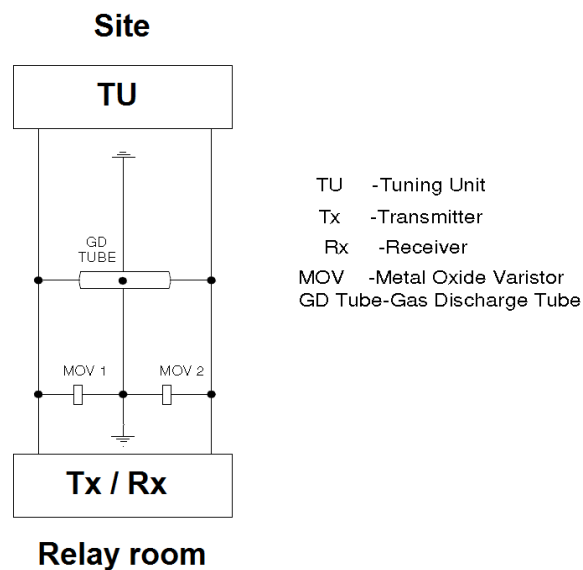 Site
TU
GD
TUBE
MOV 1
MOV 2
Tx / Rx
Relay room
TU -Tuning Unit
Tx -Transmitter
Rx -Receiver
MOV -Metal Oxide Varistor
GD Tube-Gas Discharge Tube